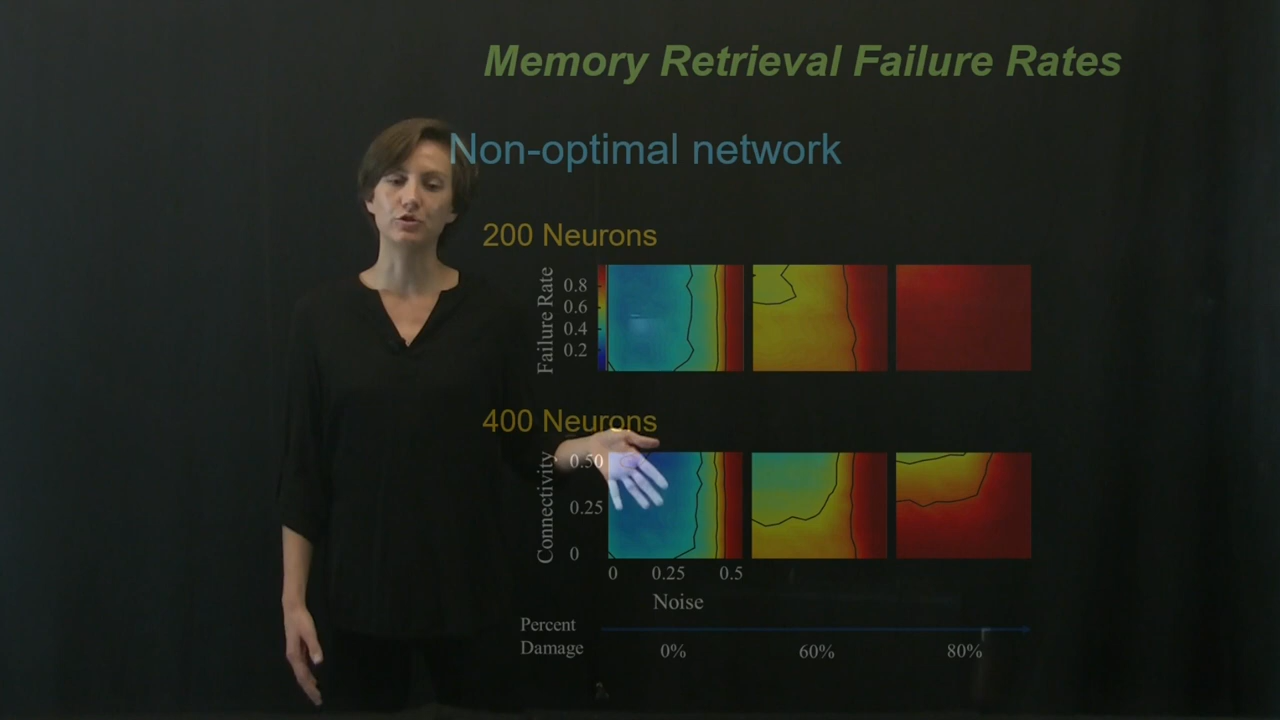 Memory Retrieval Failure Rates
Non-optimal network
200 Neurons
Failure Rate
0.8
0.6
0.4
0.2
400 Neurons
Connectivity
0.50
0.25
0
0 0.25 0.5
Noise
Percent
Damage
0% 60% 80%